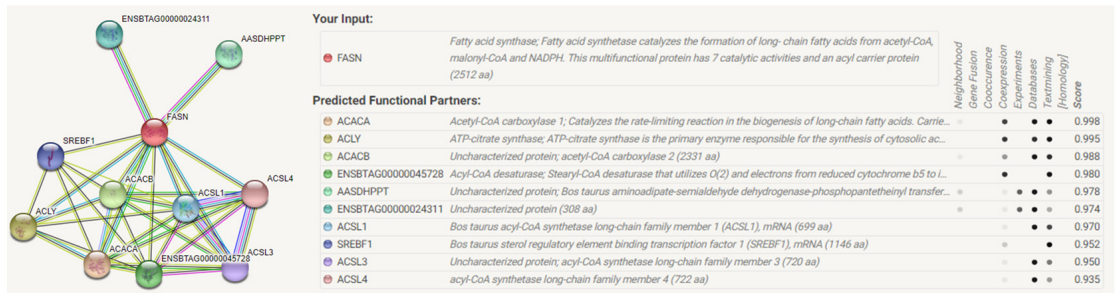 ENSBTAG00000024311
AASDHPPT
FASN
SREBF1
ACACB
ACSL1
ACSL4
ACLY
ACACA
ENSBTAG00000045728
ACSL3
Your Input:
FASN
Fatty acid synthase; Fatty acid synthetase catalyzes the formation of long- chain fatty acids from acetyl-CoA,
malonyl-CoA and NADPH. This multifunctional protein has 7 catalytic activities and an acyl carrier protein
(2512 aa)
Neighborhood
Gene Fusion
Cooccurence
Coexpression
Experiments
Databases
Textmining
[Homology]
Score
Predicted Functional Partners:
ACACA Acetyl-CoA carboxylase 1; Catalyzes the rate-limiting reaction in the biogenesis of long-chain fatty acids. Carrie... 0.998
ACLY ATP-citrate synthase; ATP-citrate synthase is the primary enzyme responsible for the synthesis of cytosolic ac... 0.995
ACACB Uncharacterized protein; acetyl-CoA carboxylase 2 (2331 aa) 0.988
ENSBTAG00000045728 Acyl-CoA desaturase; Stearyl-CoA desaturase that utilizes O(2) and electrons from reduced cytochrome b5 to i... 0.980
AASDHPPT Uncharacterized protein; Bos taurus aminoadipate-semialdehyde dehydrogenase-phosphopantetheinyl transfer... 0.978
ENSBTAG00000024311 Uncharacterized protein (308 aa) 0.974
ACSL1 Bos taurus acyl-CoA synthetase long-chain family member 1 (ACSL1), mRNA (699 aa) 0.970
SREBF1 Bos taurus sterol regulatory element binding transcription factor 1 (SREBF1), mRNA (1146 aa) 0.952
ACSL3 Uncharacterized protein; acyl-CoA synthetase long-chain family member 3 (720 aa) 0.950
ACSL4 acyl-CoA synthetase long-chain family member 4 (722 aa) 0.935